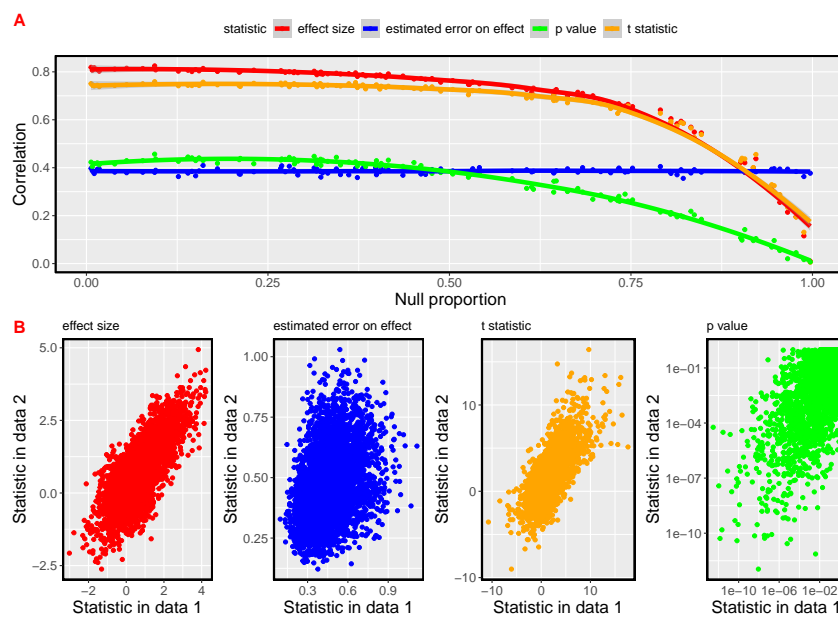 A
statistic effect size estimated error on effect p value t statistic
0.8
0.6
0.4
0.2
0.0
Correlation
0.00 0.25 0.50 0.75 1.00
Null proportion
B
effect size
5.0
2.5
0.0
−2.5
Statistic in data 2
−2 0 2 4
Statistic in data 1
estimated error on effect
1.00
0.75
0.50
0.25
Statistic in data 2
0.3 0.6 0.9
Statistic in data 1
t statistic
10
0
−10
Statistic in data 2
−10 0 10
Statistic in data 1
p value
1e−01
1e−04
1e−07
1e−10
Statistic in data 2
1e−10 1e−06 1e−02
Statistic in data 1